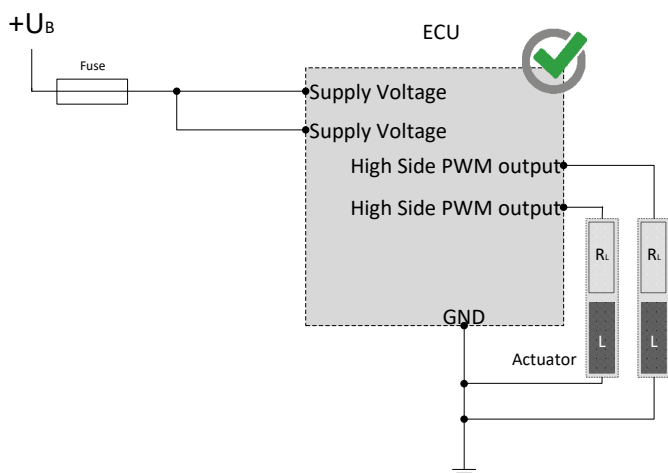 +UB
ECU
Fuse
Supply Voltage
Supply Voltage
High Side PWM output
High Side PWM output
RL
RL
GND
L
L
Actuator